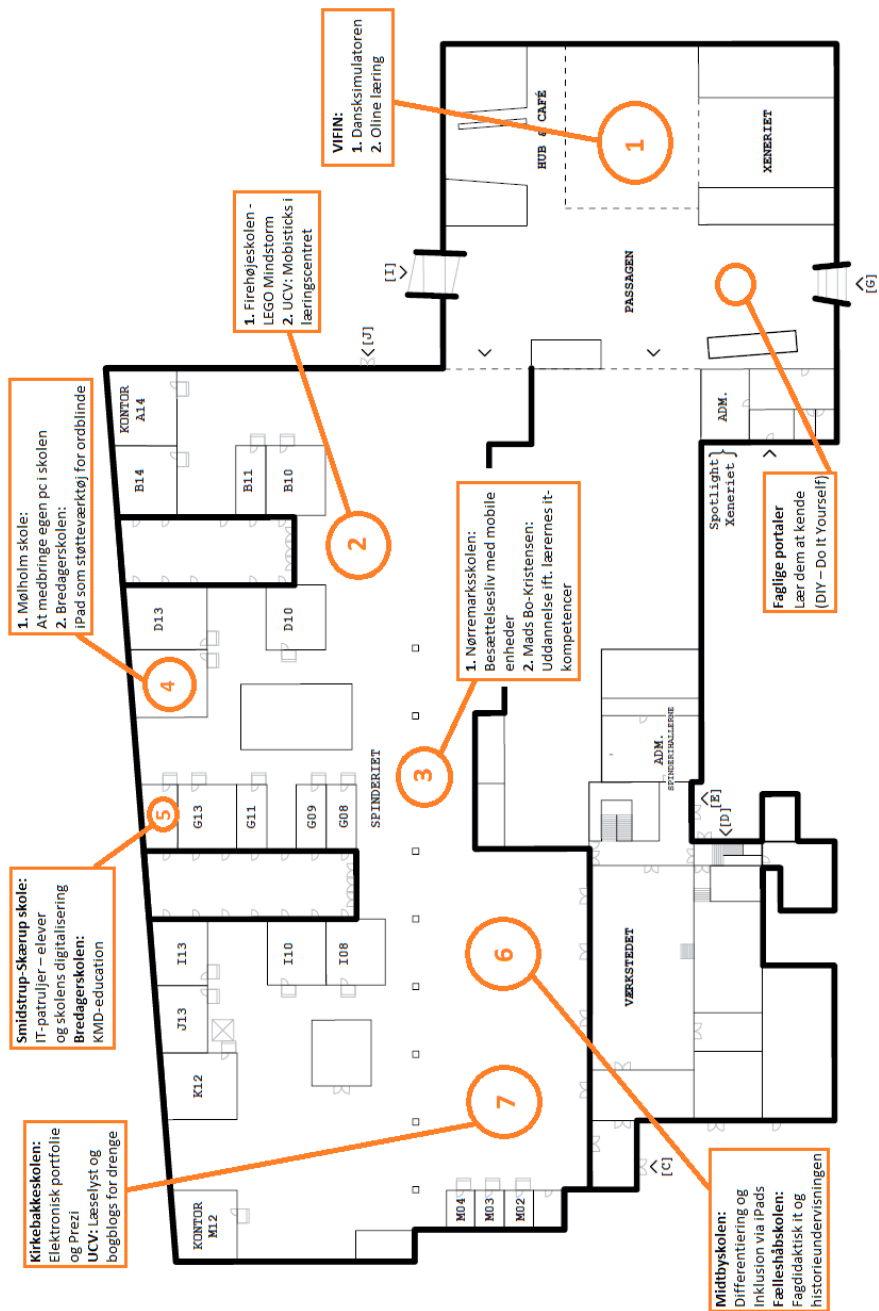 Kirkebakkeskolen:
Elektronisk portfolie
og Prezi
UCV: Læselyst og
bogblogs for drenge
Smidstrup-Skærup skole:
IT-patruljer – elever
og skolens digitalisering
Bredagerskolen:
KMD-education
1. Mølholm skole:
At medbringe egen pc i skolen
2. Bredagerskolen:
iPad som støtteværktøj for ordblinde
1. Firehøjeskolen -
LEGO Mindstorm
2. UCV: Mobisticks i
læringscentret
VIFIN:
1. Dansksimulatoren
2. Oline læring
1. Nørremarksskolen:
Besættelsesliv med mobile
enheder
2. Mads Bo-Kristensen:
Uddannelse ift. lærernes it-
kompetencer
Faglige portaler
Lær dem at kende
(DIY – Do It Yourself)
Midtbyskolen:
Differentiering og
Inklusion via iPads
Fælleshåbskolen:
Fagdidaktisk it og
historieundervisningen
KONTOR
M12
K12
J13
I13
I10
I08
G13
G11
G09
G08
D13
D10
B14
B11
B10
KONTOR
A14
M04
M03
M02
SPINDERIET
VÆRKSTEDET
ADM.
SPINDERIHALLERNE
ADM.
Spotlight
Xeneriet
PASSAGEN
HUB & CAFÉ
XENERIET
[C]
[D]
[E]
[G]
[I]
[J]
1
2
3
4
5
6
7